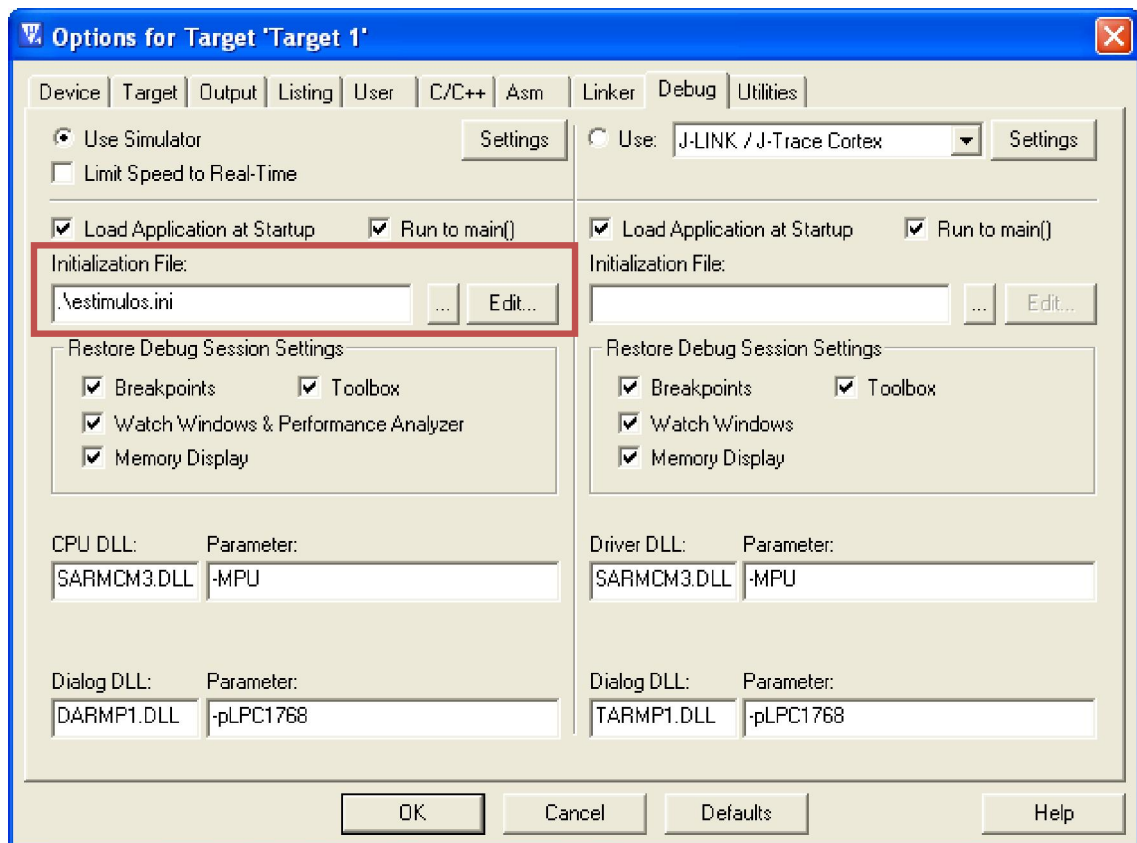 Options for Target 'Target 1'
Device Target Output Listing User C/C++ Asm Linker Debug Utilities
Use Simulator Settings
Limit Speed to Real-Time
Use: J-LINK / J-Trace Cortex Settings
Load Application at Startup Run to main()
Initialization File:
.\estimulos.ini ... Edit...
Restore Debug Session Settings
Breakpoints Toolbox
Watch Windows & Performance Analyzer
Memory Display
Load Application at Startup Run to main()
Initialization File:
... Edit...
Restore Debug Session Settings
Breakpoints Toolbox
Watch Windows
Memory Display
CPU DLL: Parameter:
SARMCM3.DLL -MPU
Driver DLL: Parameter:
SARMCM3.DLL -MPU
Dialog DLL: Parameter:
DARMP1.DLL -pLPC1768
Dialog DLL: Parameter:
TARMP1.DLL -pLPC1768
OK Cancel Defaults Help